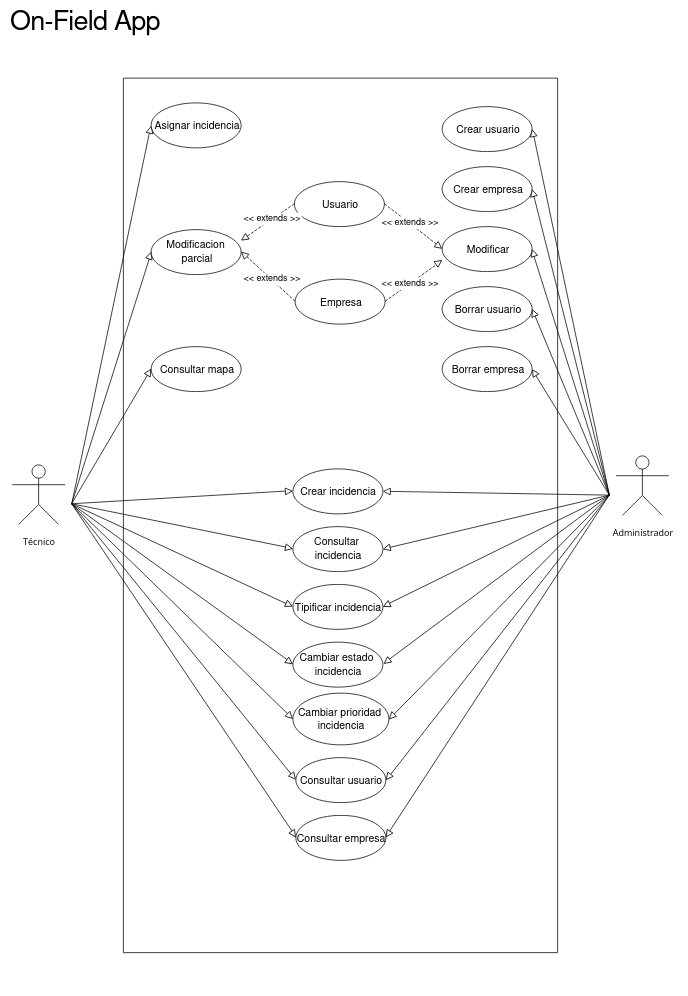 On-Field App
Asignar incidencia
Crear usuario
Crear empresa
Usuario
<< extends >>
<< extends >>
Modificacion
parcial
Modificar
<< extends >>
<< extends >>
Empresa
Borrar usuario
Consultar mapa
Borrar empresa
Crear incidencia
Técnico
Administrador
Consultar
incidencia
Tipificar incidencia
Cambiar estado
incidencia
Cambiar prioridad
incidencia
Consultar usuario
Consultar empresa